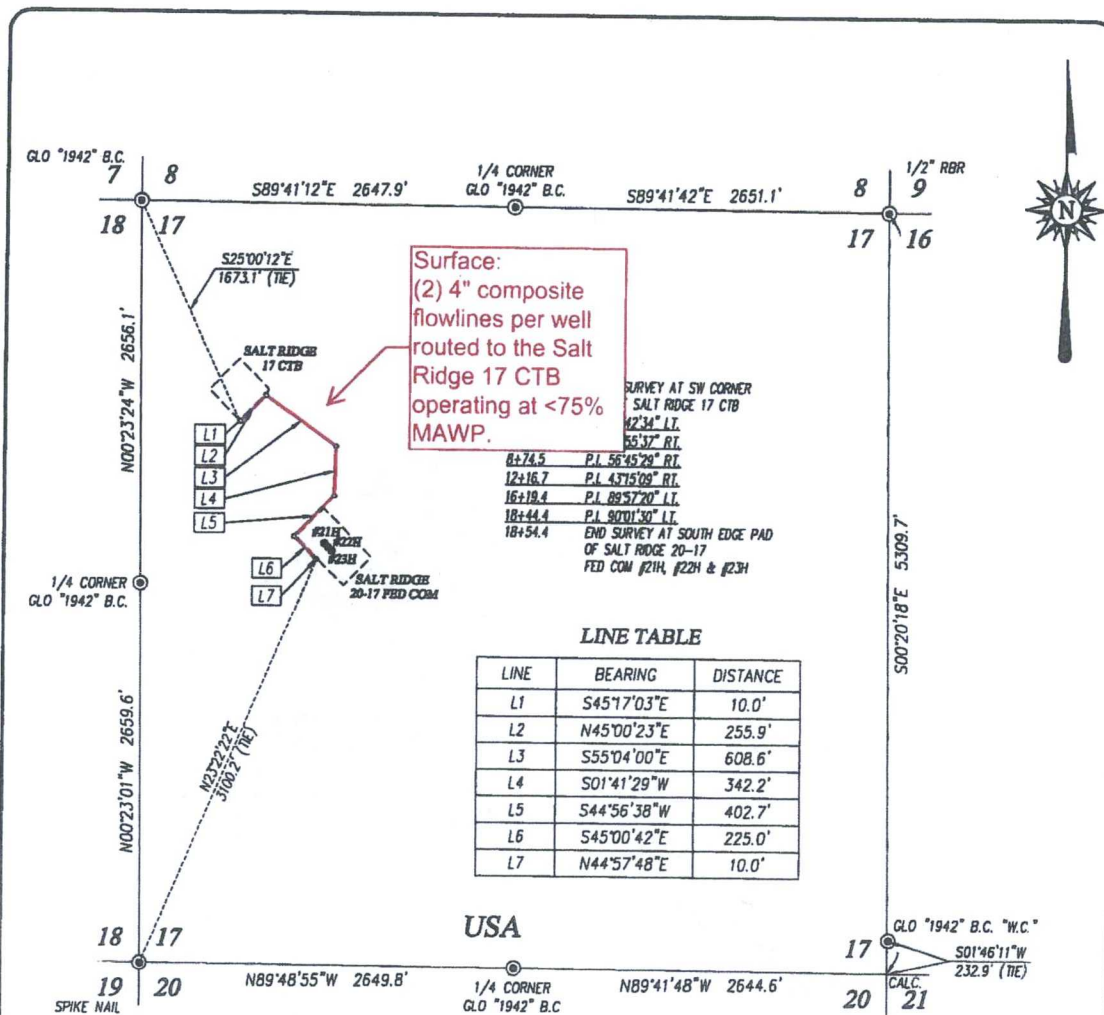 GLO "1942" B.C.
7 8
18 17
S89°41'12"E 2647.9'
1/4 CORNER
GLO "1942" B.C.
S89°41'42"E 2651.1'
1/2" RBR
8 9
17 16
N
S25°00'12"E
1673.1' (TIE)
N00°23'24"W 2656.1'
SALT RIDGE
17 CTB
Surface:
(2) 4" composite
flowlines per well
routed to the Salt
Ridge 17 CTB
operating at <75%
MAWP.
SURVEY AT SW CORNER
SALT RIDGE 17 CTB
42'34" LT.
55'37" RT.
8+74.5 P.I. 56°45'29" RT.
12+16.7 P.I. 43°15'09" RT.
16+19.4 P.I. 89°57'20" LT.
18+44.4 P.I. 90°01'30" LT.
18+54.4 END SURVEY AT SOUTH EDGE PAD
OF SALT RIDGE 20-17
FED COM #21H, #22H & #23H
L1
L2
L3
L4
L5
L6
L7
#21H
#22H
#23H
SALT RIDGE
20-17 FED COM
1/4 CORNER
GLO "1942" B.C.
S00°20'18"E 5309.7'
N00°23'01"W 2659.6'
N23°22'22"E
3100.2' (TIE)
LINE TABLE
LINE BEARING DISTANCE
L1 S45°17'03"E 10.0'
L2 N45°00'23"E 255.9'
L3 S55°04'00"E 608.6'
L4 S01°41'29"W 342.2'
L5 S44°56'38"W 402.7'
L6 S45°00'42"E 225.0'
L7 N44°57'48"E 10.0'
USA
18 17
19 20
SPIKE NAIL
N89°48'55"W 2649.8'
1/4 CORNER
GLO "1942" B.C
N89°41'48"W 2644.6'
GLO "1942" B.C. "W.C."
17
S01°46'11"W
232.9' (TIE)
CALC.
20 21